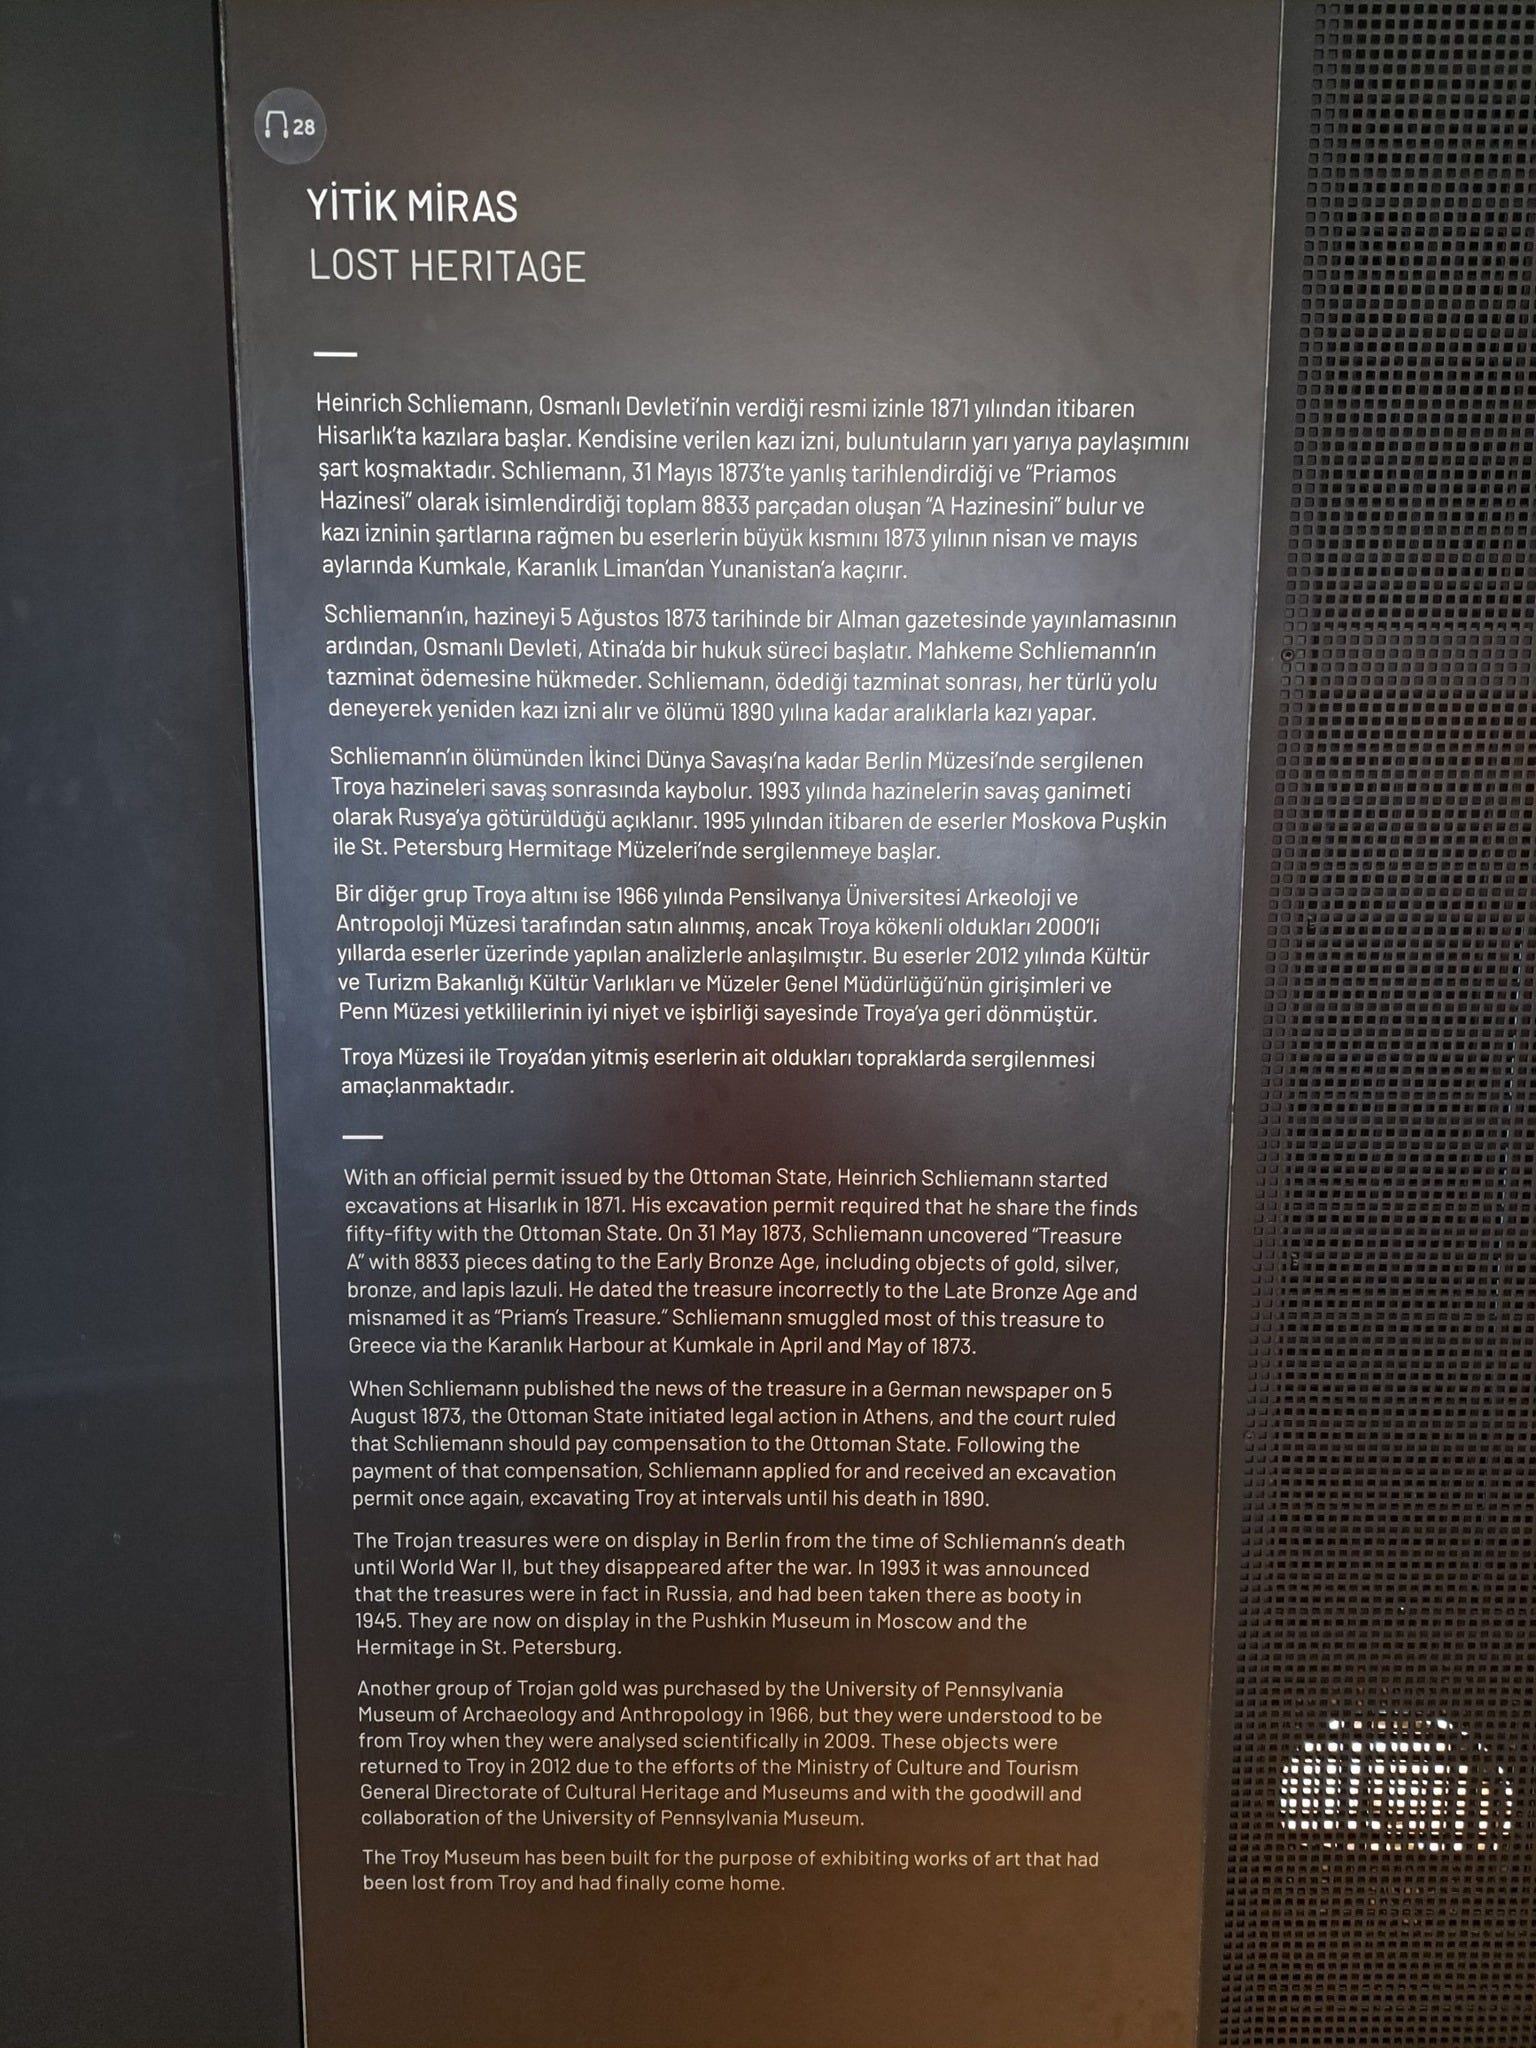 28
YİTİK MİRAS
LOST HERITAGE
Heinrich Schliemann, Osmanlı Devleti’nin verdiği resmi izinle 1871 yılından itibaren
Hisarlık’ta kazılara başlar. Kendisine verilen kazı izni, buluntuların yarı yarıya paylaşımını
şart koşmaktadır. Schliemann, 31 Mayıs 1873’te yanlış tarihlendirdiği ve “Priamos
Hazinesi” olarak isimlendirdiği toplam 8833 parçadan oluşan “A Hazinesini” bulur ve
kazı izninin şartlarına rağmen bu eserlerin büyük kısmını 1873 yılının nisan ve mayıs
aylarında Kumkale, Karanlık Liman’dan Yunanistan’a kaçırır.
Schliemann’ın, hazineyi 5 Ağustos 1873 tarihinde bir Alman gazetesinde yayınlamasının
ardından, Osmanlı Devleti, Atina’da bir hukuk süreci başlatır. Mahkeme Schliemann’ın
tazminat ödemesine hükmeder. Schliemann, ödediği tazminat sonrası, her türlü yolu
deneyerek yeniden kazı izni alır ve ölümü 1890 yılına kadar aralıklarla kazı yapar.
Schliemann’ın ölümünden İkinci Dünya Savaşı’na kadar Berlin Müzesi’nde sergilenen
Troya hazineleri savaş sonrasında kaybolur. 1993 yılında hazinelerin savaş ganimeti
olarak Rusya’ya götürüldüğü açıklanır. 1995 yılından itibaren de eserler Moskova Puşkin
ile St. Petersburg Hermitage Müzeleri’nde sergilenmeye başlar.
Bir diğer grup Troya altını ise 1966 yılında Pensilvanya Üniversitesi Arkeoloji ve
Antropoloji Müzesi tarafından satın alınmış, ancak Troya kökenli oldukları 2000’li
yıllarda eserler üzerinde yapılan analizlerle anlaşılmıştır. Bu eserler 2012 yılında Kültür
ve Turizm Bakanlığı Kültür Varlıkları ve Müzeler Genel Müdürlüğü’nün girişimleri ve
Penn Müzesi yetkililerinin iyi niyet ve işbirliği sayesinde Troya’ya geri dönmüştür.
Troya Müzesi ile Troya’dan yitmiş eserlerin ait oldukları topraklarda sergilenmesi
amaçlanmaktadır.
With an official permit issued by the Ottoman State, Heinrich Schliemann started
excavations at Hisarlık in 1871. His excavation permit required that he share the finds
fifty-fifty with the Ottoman State. On 31 May 1873, Schliemann uncovered “Treasure
A” with 8833 pieces dating to the Early Bronze Age, including objects of gold, silver,
bronze, and lapis lazuli. He dated the treasure incorrectly to the Late Bronze Age and
misnamed it as “Priam’s Treasure.” Schliemann smuggled most of this treasure to
Greece via the Karanlık Harbour at Kumkale in April and May of 1873.
When Schliemann published the news of the treasure in a German newspaper on 5
August 1873, the Ottoman State initiated legal action in Athens, and the court ruled
that Schliemann should pay compensation to the Ottoman State. Following the
payment of that compensation, Schliemann applied for and received an excavation
permit once again, excavating Troy at intervals until his death in 1890.
The Trojan treasures were on display in Berlin from the time of Schliemann’s death
until World War II, but they disappeared after the war. In 1993 it was announced
that the treasures were in fact in Russia, and had been taken there as booty in
1945. They are now on display in the Pushkin Museum in Moscow and the
Hermitage in St. Petersburg.
Another group of Trojan gold was purchased by the University of Pennsylvania
Museum of Archaeology and Anthropology in 1966, but they were understood to be
from Troy when they were analysed scientifically in 2009. These objects were
returned to Troy in 2012 due to the efforts of the Ministry of Culture and Tourism
General Directorate of Cultural Heritage and Museums and with the goodwill and
collaboration of the University of Pennsylvania Museum.
The Troy Museum has been built for the purpose of exhibiting works of art that had
been lost from Troy and had finally come home.